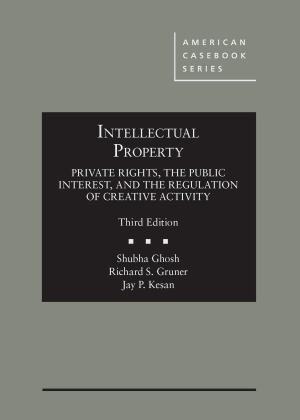 AMERICAN
CASEBOOK
SERIES
INTELLECTUAL
PROPERTY
PRIVATE RIGHTS, THE PUBLIC
INTEREST, AND THE REGULATION
OF CREATIVE ACTIVITY
Third Edition
Shubha Ghosh
Richard S. Gruner
Jay P. Kesan